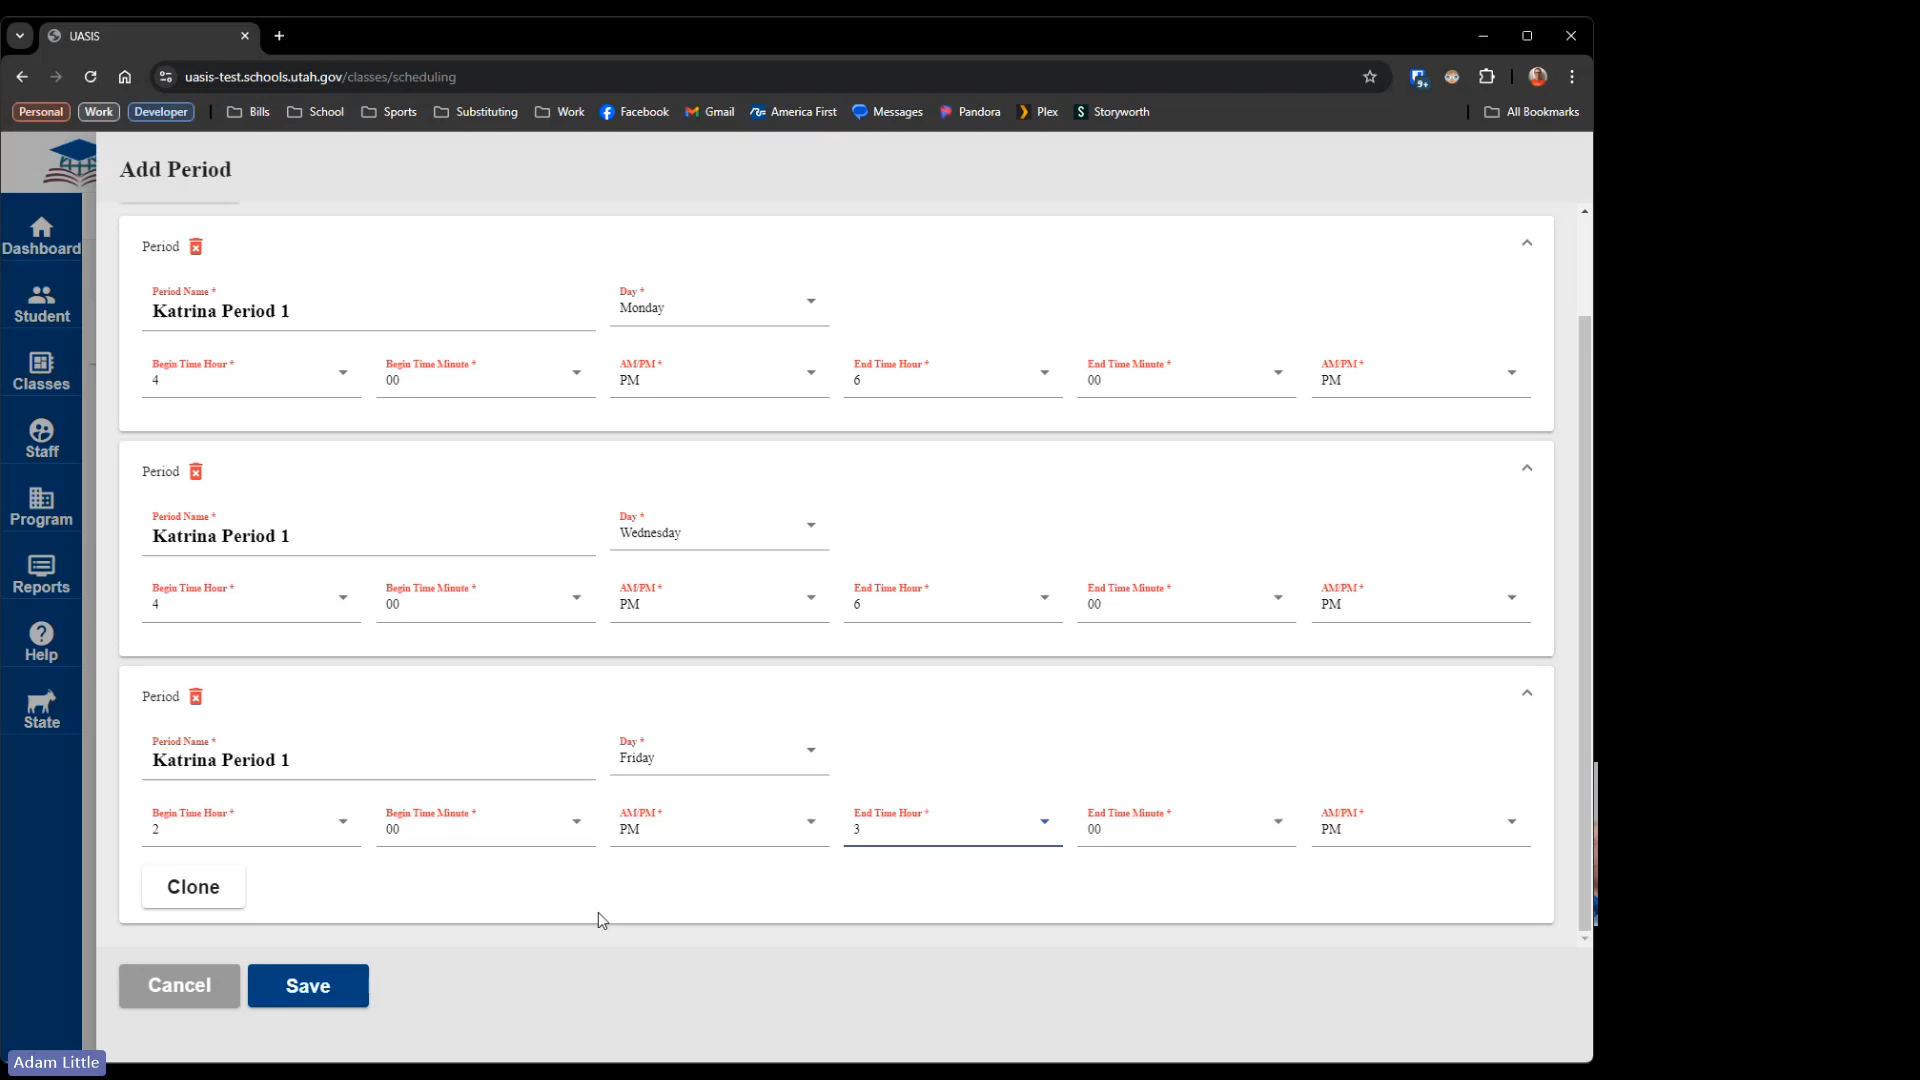 UASIS
uasis-test.schools.utah.gov/classes/scheduling
9+
Personal Work Developer Bills School Sports Substituting Work Facebook Gmail America First Messages Pandora Plex Storyworth All Bookmarks
Add Period
Dashboard
Student
Classes
Staff
Program
Reports
Help
State
Period
Period Name * Day *
Katrina Period 1 Monday
Begin Time Hour * Begin Time Minute * AM/PM * End Time Hour * End Time Minute * AM/PM *
4 00 PM 6 00 PM
Period
Period Name * Day *
Katrina Period 1 Wednesday
Begin Time Hour * Begin Time Minute * AM/PM * End Time Hour * End Time Minute * AM/PM *
4 00 PM 6 00 PM
Period
Period Name * Day *
Katrina Period 1 Friday
Begin Time Hour * Begin Time Minute * AM/PM * End Time Hour * End Time Minute * AM/PM *
2 00 PM 3 00 PM
Clone
Cancel Save
Adam Little